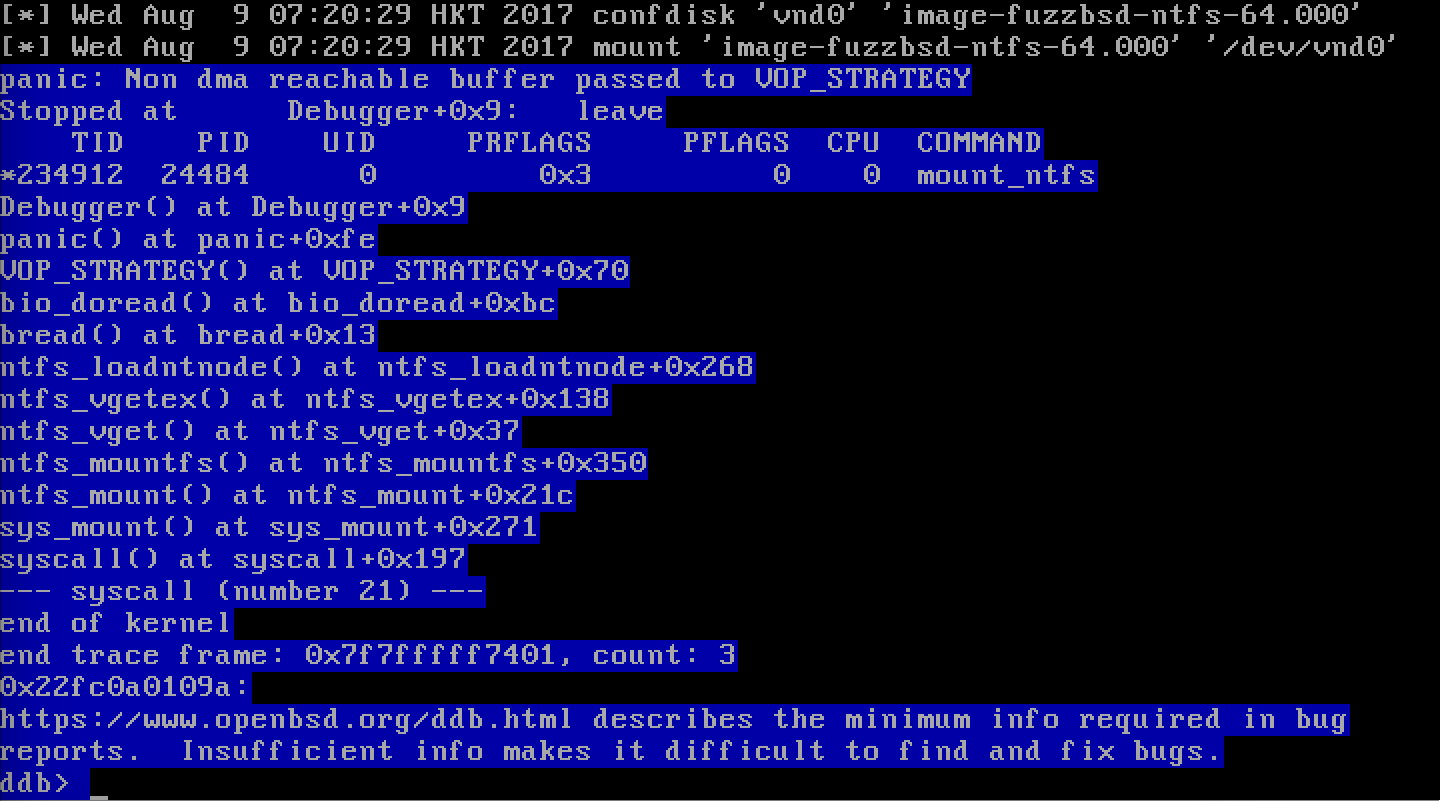 [*] Wed Aug  9 07:20:29 HKT 2017 confdisk 'vnd0' 'image-fuzzbsd-ntfs-64.000'
[*] Wed Aug  9 07:20:29 HKT 2017 mount 'image-fuzzbsd-ntfs-64.000' '/dev/vnd0'
panic: Non dma reachable buffer passed to VOP_STRATEGY
Stopped at      Debugger+0x9:   leave
    TID    PID    UID     PRFLAGS     PFLAGS  CPU  COMMAND
*234912  24484      0         0x3          0    0  mount_ntfs
Debugger() at Debugger+0x9
panic() at panic+0xfe
VOP_STRATEGY() at VOP_STRATEGY+0x70
bio_doread() at bio_doread+0xbc
bread() at bread+0x13
ntfs_loadntnode() at ntfs_loadntnode+0x268
ntfs_vgetex() at ntfs_vgetex+0x138
ntfs_vget() at ntfs_vget+0x37
ntfs_mountfs() at ntfs_mountfs+0x350
ntfs_mount() at ntfs_mount+0x21c
sys_mount() at sys_mount+0x271
syscall() at syscall+0x197
--- syscall (number 21) ---
end of kernel
end trace frame: 0x7f7fffff7401, count: 3
0x22fc0a0109a:
https://www.openbsd.org/ddb.html describes the minimum info required in bug
reports.  Insufficient info makes it difficult to find and fix bugs.
ddb> _